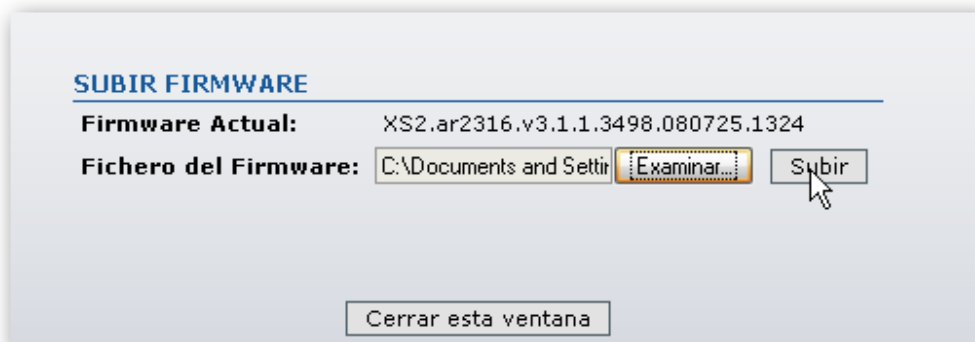 SUBIR FIRMWARE
Firmware Actual: XS2.ar2316.v3.1.1.3498.080725.1324
Fichero del Firmware: C:\Documents and Settin Examinar... Subir
Cerrar esta ventana